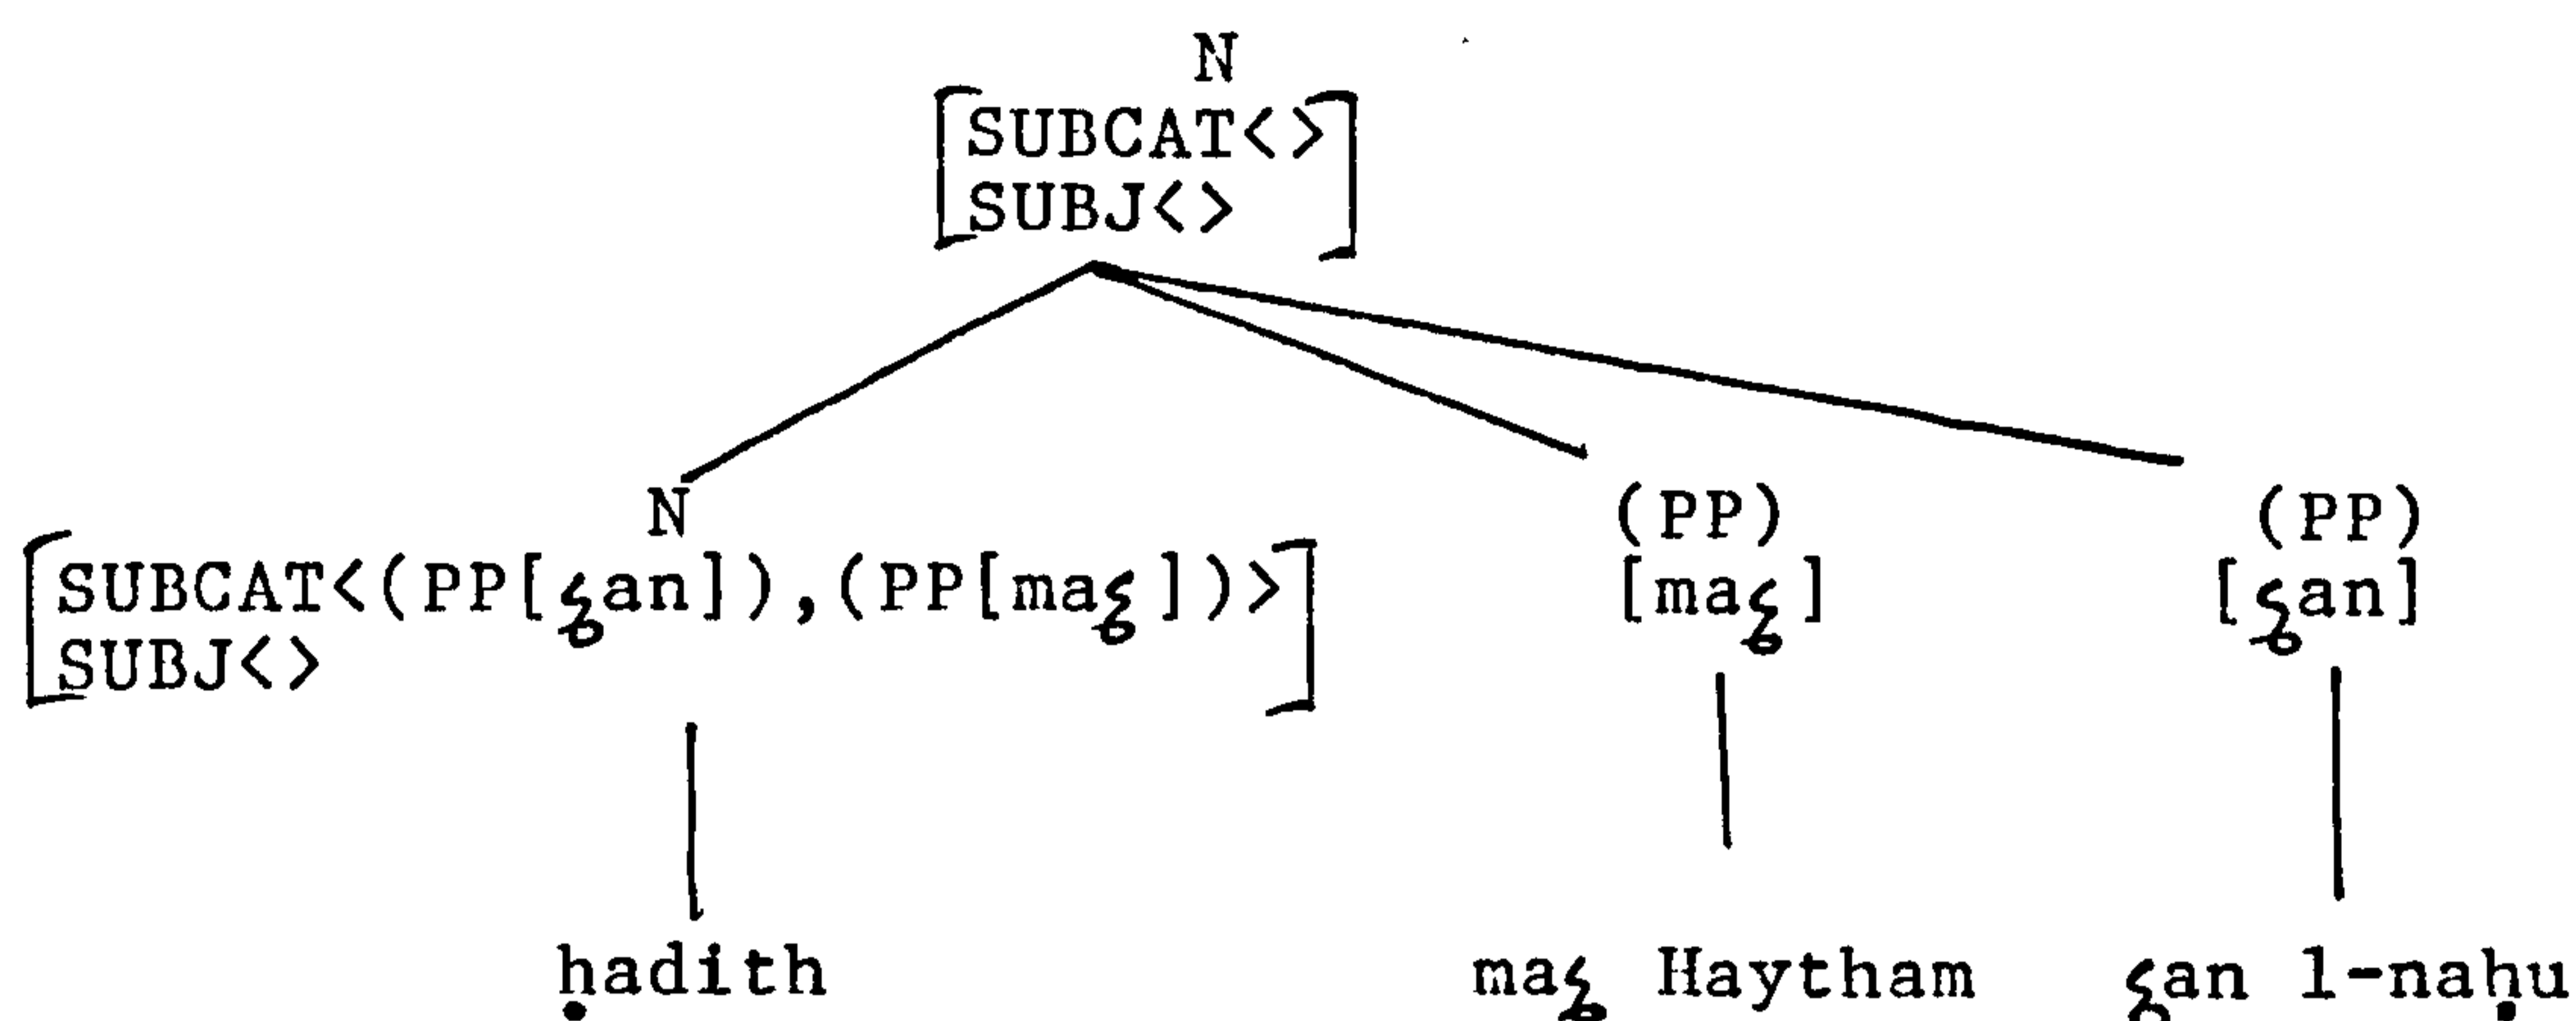 N
SUBCAT<>
SUBJ<>
N (PP) (PP)
SUBCAT<(PP[ʕan]),(PP[maʕ])> [maʕ] [ʕan]
SUBJ<>
ḥadith maʕ Haytham ʕan l-naḥu